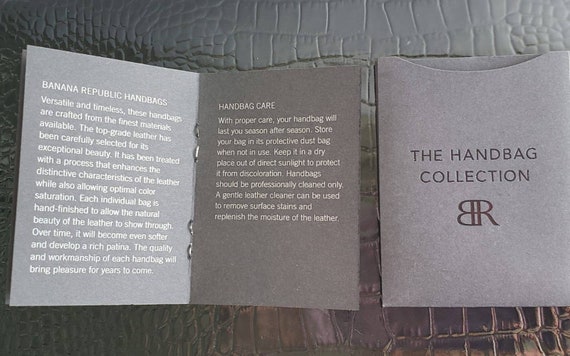 BANANA REPUBLIC HANDBAGS
Versatile and timeless, these handbags
are crafted from the finest materials
available. The top-grade leather has
been carefully selected for its
exceptional beauty. It has been treated
with a process that enhances the
distinctive characteristics of the leather
while also allowing optimal color
saturation. Each individual bag is
hand-finished to allow the natural
beauty of the leather to show through.
Over time, it will become even softer
and develop a rich patina. The quality
and workmanship of each handbag will
bring pleasure for years to come.
HANDBAG CARE
With proper care, your handbag will
last you season after season. Store
your bag in its protective dust bag
when not in use. Keep it in a dry
place out of direct sunlight to protect
it from discoloration. Handbags
should be professionally cleaned only.
A gentle leather cleaner can be used
to remove surface stains and
replenish the moisture of the leather.
THE HANDBAG
COLLECTION
BR